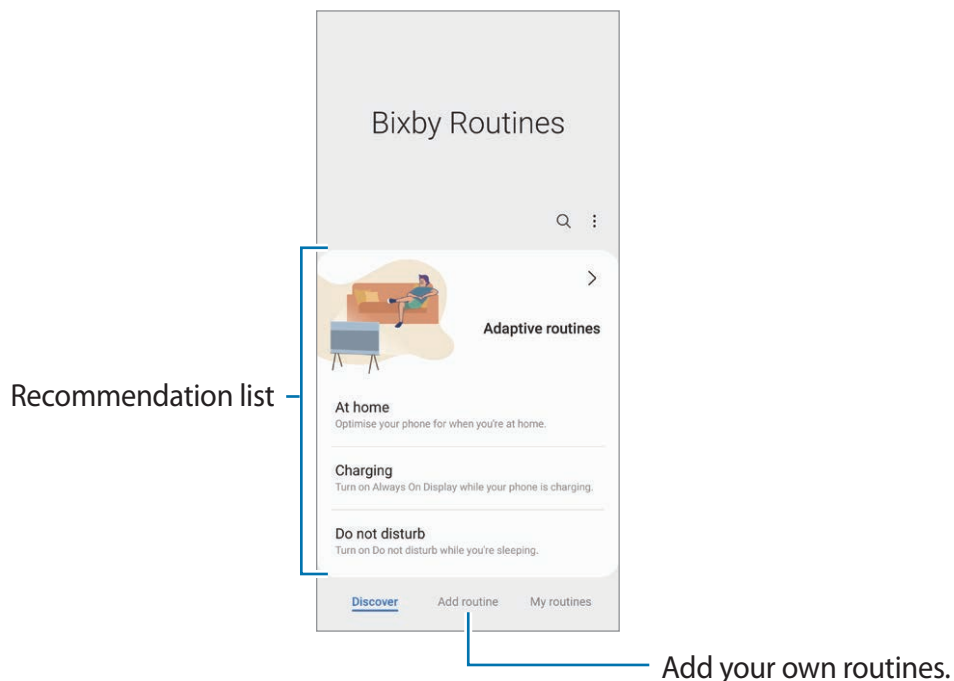 Bixby Routines
Adaptive routines
Recommendation list
At home
Optimise your phone for when you're at home.
Charging
Turn on Always On Display while your phone is charging.
Do not disturb
Turn on Do not disturb while you're sleeping.
Discover Add routine My routines
Add your own routines.